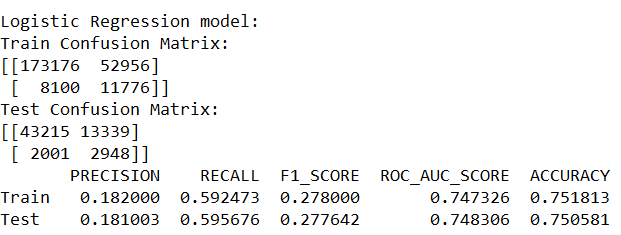 Logistic Regression model:
Train Confusion Matrix:
[[173176  52956]
 [  8100  11776]]
Test Confusion Matrix:
[[43215 13339]
 [ 2001  2948]]
       PRECISION    RECALL  F1_SCORE  ROC_AUC_SCORE  ACCURACY
Train   0.182000  0.592473  0.278000       0.747326  0.751813
Test    0.181003  0.595676  0.277642       0.748306  0.750581